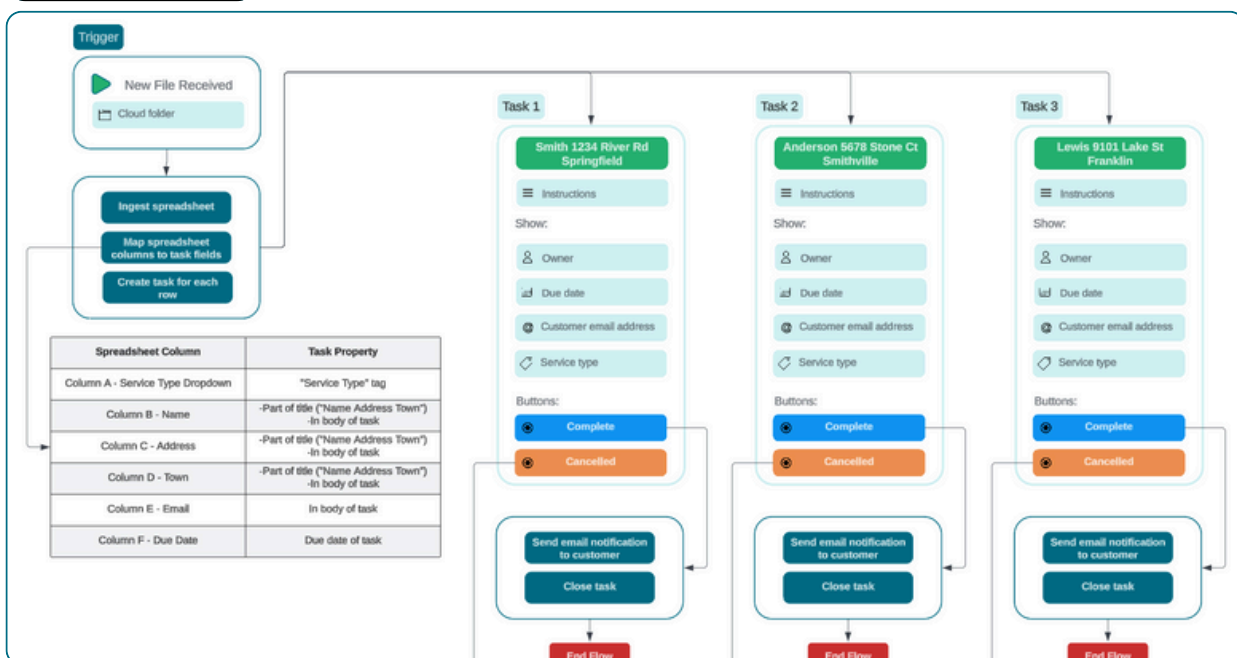 Trigger
New File Received
Cloud folder
Ingest spreadsheet
Map spreadsheet
columns to task fields
Create task for each
row
Spreadsheet Column
Task Property
Column A - Service Type Dropdown
"Service Type" tag
Column B - Name
-Part of title ("Name Address Town")
-In body of task
Column C - Address
-Part of title ("Name Address Town")
-In body of task
Column D - Town
-Part of title ("Name Address Town")
-In body of task
Column E - Email
In body of task
Column F - Due Date
Due date of task
Task 1
Smith 1234 River Rd
Springfield
Instructions
Show:
Owner
Due date
Customer email address
Service type
Buttons:
Complete
Cancelled
Send email notification
to customer
Close task
End Flow
Task 2
Anderson 5678 Stone Ct
Smithville
Instructions
Show:
Owner
Due date
Customer email address
Service type
Buttons:
Complete
Cancelled
Send email notification
to customer
Close task
End Flow
Task 3
Lewis 9101 Lake St
Franklin
Instructions
Show:
Owner
Due date
Customer email address
Service type
Buttons:
Complete
Cancelled
Send email notification
to customer
Close task
End Flow